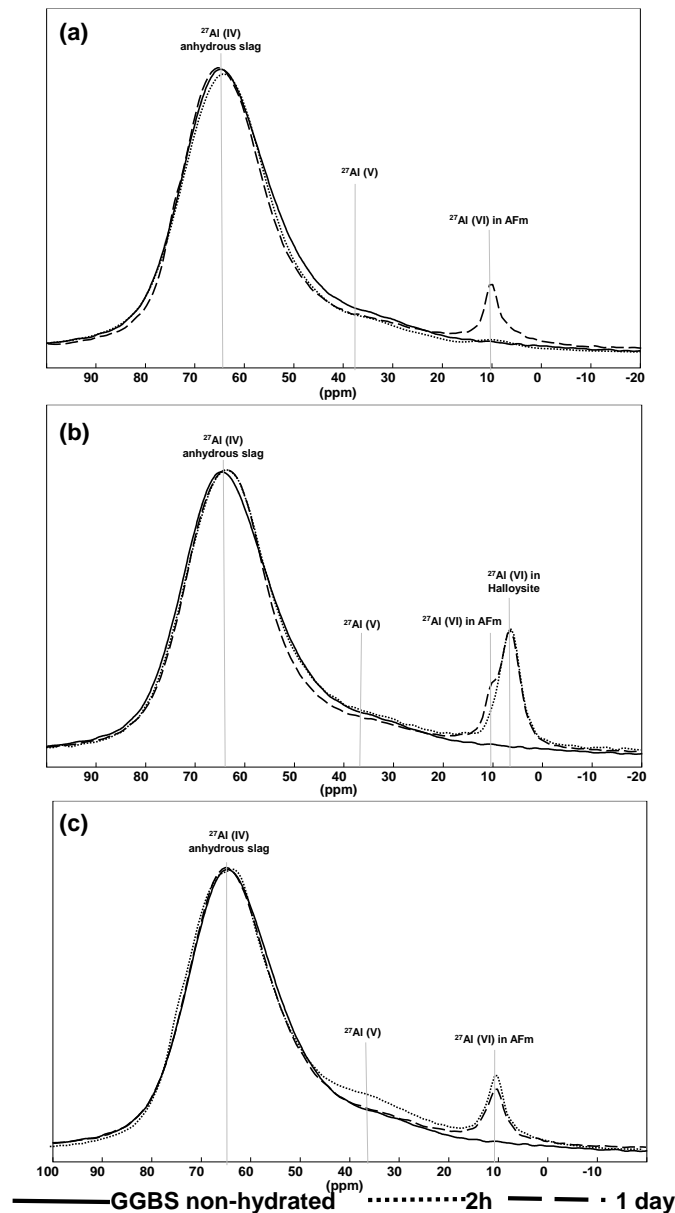 (a)
²⁷Al (IV)
anhydrous slag
²⁷Al (V)
²⁷Al (VI) in AFm
90 80 70 60 50 40 30 20 10 0 -10 -20
(ppm)
(b)
²⁷Al (IV)
anhydrous slag
²⁷Al (VI) in
Halloysite
²⁷Al (V)
²⁷Al (VI) in AFm
90 80 70 60 50 40 30 20 10 0 -10 -20
(ppm)
(c)
²⁷Al (IV)
anhydrous slag
²⁷Al (V)
²⁷Al (VI) in AFm
100 90 80 70 60 50 40 30 20 10 0 -10
(ppm)
GGBS non-hydrated 2h 1 day